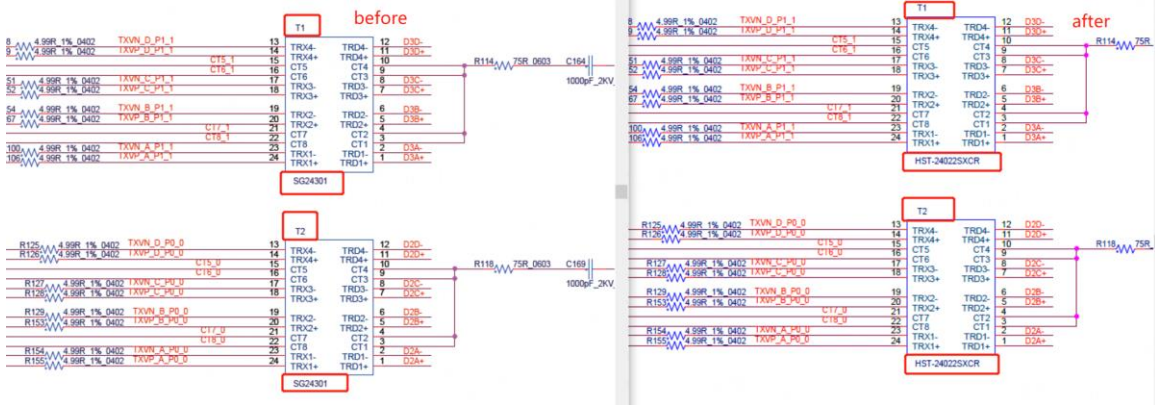 before
T1
8 4.99R_1%_0402 TXVN_D_P1_1 13 TRX4- TRD4- 12 D3D-
9 4.99R_1%_0402 TXVP_D_P1_1 14 TRX4+ TRD4+ 11 D3D+
CT5_1 15 CT5 CT4 10
CT6_1 16 CT6 CT3 9
R114 75R_0603 C164
1000pF_2KV
51 4.99R_1%_0402 TXVN_C_P1_1 17 TRX3- TRD3- 8 D3C-
52 4.99R_1%_0402 TXVP_C_P1_1 18 TRX3+ TRD3+ 7 D3C+
54 4.99R_1%_0402 TXVN_B_P1_1 19 TRX2- TRD2- 6 D3B-
67 4.99R_1%_0402 TXVP_B_P1_1 20 TRX2+ TRD2+ 5 D3B+
CT7_1 21 CT7 CT2 4
CT8_1 22 CT8 CT1 3
100 4.99R_1%_0402 TXVN_A_P1_1 23 TRX1- TRD1- 2 D3A-
106 4.99R_1%_0402 TXVP_A_P1_1 24 TRX1+ TRD1+ 1 D3A+
SG24301
T2
R125 4.99R_1%_0402 TXVN_D_P0_0 13 TRX4- TRD4- 12 D2D-
R126 4.99R_1%_0402 TXVP_D_P0_0 14 TRX4+ TRD4+ 11 D2D+
CT5_0 15 CT5 CT4 10
CT6_0 16 CT6 CT3 9
R118 75R_0603 C169
1000pF_2KV
R127 4.99R_1%_0402 TXVN_C_P0_0 17 TRX3- TRD3- 8 D2C-
R128 4.99R_1%_0402 TXVP_C_P0_0 18 TRX3+ TRD3+ 7 D2C+
R129 4.99R_1%_0402 TXVN_B_P0_0 19 TRX2- TRD2- 6 D2B-
R153 4.99R_1%_0402 TXVP_B_P0_0 20 TRX2+ TRD2+ 5 D2B+
CT7_0 21 CT7 CT2 4
CT8_0 22 CT8 CT1 3
R154 4.99R_1%_0402 TXVN_A_P0_0 23 TRX1- TRD1- 2 D2A-
R155 4.99R_1%_0402 TXVP_A_P0_0 24 TRX1+ TRD1+ 1 D2A+
SG24301
after
T1
8 4.99R_1%_0402 TXVN_D_P1_1 13 TRX4- TRD4- 12 D3D-
9 4.99R_1%_0402 TXVP_D_P1_1 14 TRX4+ TRD4+ 11 D3D+
CT5_1 15 CT5 CT4 10
CT6_1 16 CT6 CT3 9
R114 75R_
51 4.99R_1%_0402 TXVN_C_P1_1 17 TRX3- TRD3- 8 D3C-
52 4.99R_1%_0402 TXVP_C_P1_1 18 TRX3+ TRD3+ 7 D3C+
54 4.99R_1%_0402 TXVN_B_P1_1 19 TRX2- TRD2- 6 D3B-
67 4.99R_1%_0402 TXVP_B_P1_1 20 TRX2+ TRD2+ 5 D3B+
CT7_1 21 CT7 CT2 4
CT8_1 22 CT8 CT1 3
100 4.99R_1%_0402 TXVN_A_P1_1 23 TRX1- TRD1- 2 D3A-
106 4.99R_1%_0402 TXVP_A_P1_1 24 TRX1+ TRD1+ 1 D3A+
HST-24022SXCR
T2
R125 4.99R_1%_0402 TXVN_D_P0_0 13 TRX4- TRD4- 12 D2D-
R126 4.99R_1%_0402 TXVP_D_P0_0 14 TRX4+ TRD4+ 11 D2D+
CT5_0 15 CT5 CT4 10
CT6_0 16 CT6 CT3 9
R118 75R_
R127 4.99R_1%_0402 TXVN_C_P0_0 17 TRX3- TRD3- 8 D2C-
R128 4.99R_1%_0402 TXVP_C_P0_0 18 TRX3+ TRD3+ 7 D2C+
R129 4.99R_1%_0402 TXVN_B_P0_0 19 TRX2- TRD2- 6 D2B-
R153 4.99R_1%_0402 TXVP_B_P0_0 20 TRX2+ TRD2+ 5 D2B+
CT7_0 21 CT7 CT2 4
CT8_0 22 CT8 CT1 3
R154 4.99R_1%_0402 TXVN_A_P0_0 23 TRX1- TRD1- 2 D2A-
R155 4.99R_1%_0402 TXVP_A_P0_0 24 TRX1+ TRD1+ 1 D2A+
HST-24022SXCR